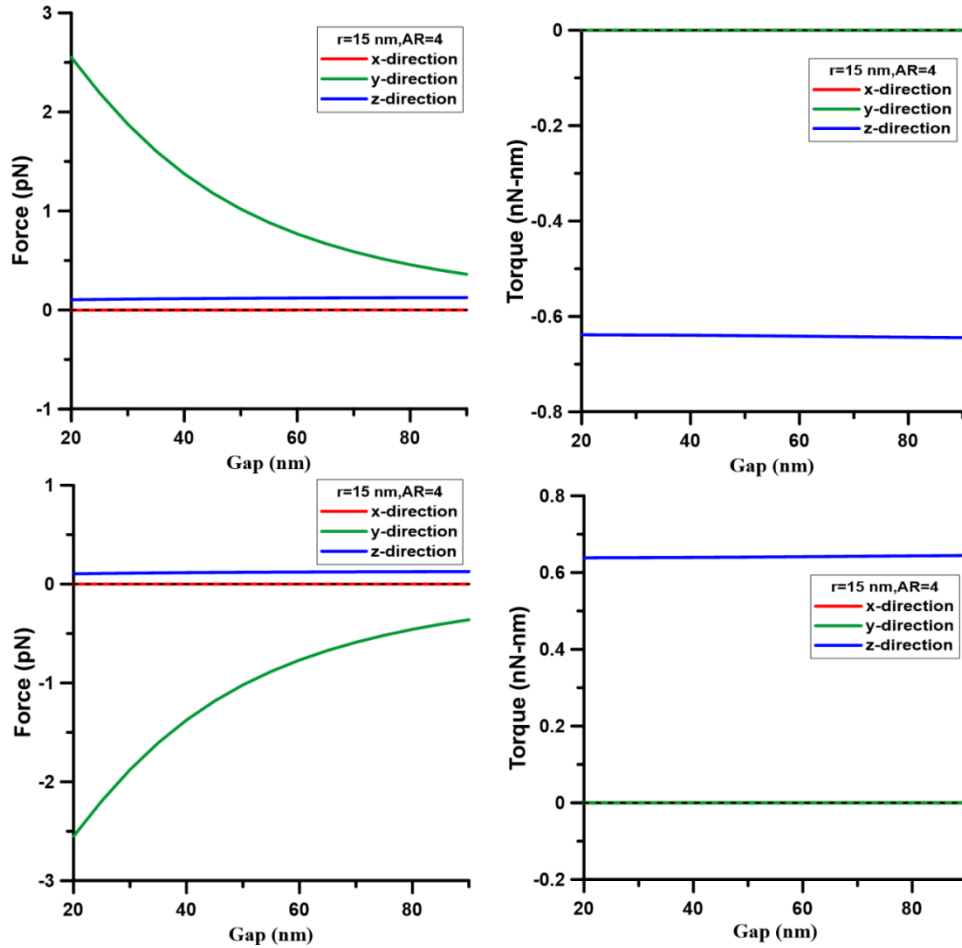 3
2
1
0
-1
Force (pN)
r=15 nm,AR=4
x-direction
y-direction
z-direction
20
40
60
80
Gap (nm)
0
-0.2
-0.4
-0.6
-0.8
Torque (nN-nm)
r=15 nm,AR=4
x-direction
y-direction
z-direction
20
40
60
80
Gap (nm)
1
0
-1
-2
-3
Force (pN)
r=15 nm,AR=4
x-direction
y-direction
z-direction
20
40
60
80
Gap (nm)
0.8
0.6
0.4
0.2
0
-0.2
Torque (nN-nm)
r=15 nm,AR=4
x-direction
y-direction
z-direction
20
40
60
80
Gap (nm)